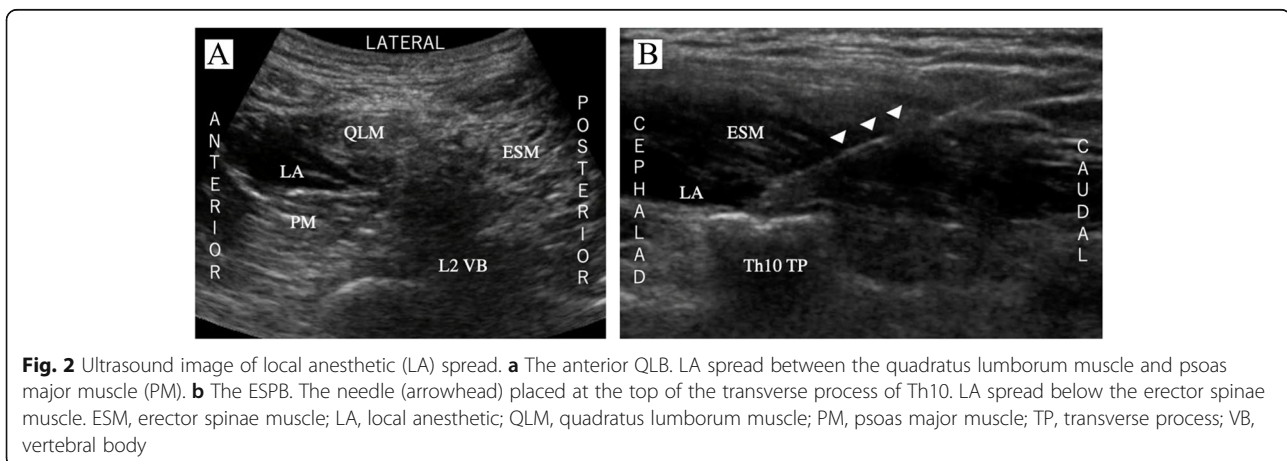 A
LATERAL
ANTERIOR
POSTERIOR
QLM
ESM
LA
PM
L2 VB
B
CEPHALAD
CAUDAL
ESM
LA
Th10 TP
Fig. 2 Ultrasound image of local anesthetic (LA) spread. a The anterior QLB. LA spread between the quadratus lumborum muscle and psoas
major muscle (PM). b The ESPB. The needle (arrowhead) placed at the top of the transverse process of Th10. LA spread below the erector spinae
muscle. ESM, erector spinae muscle; LA, local anesthetic; QLM, quadratus lumborum muscle; PM, psoas major muscle; TP, transverse process; VB,
vertebral body